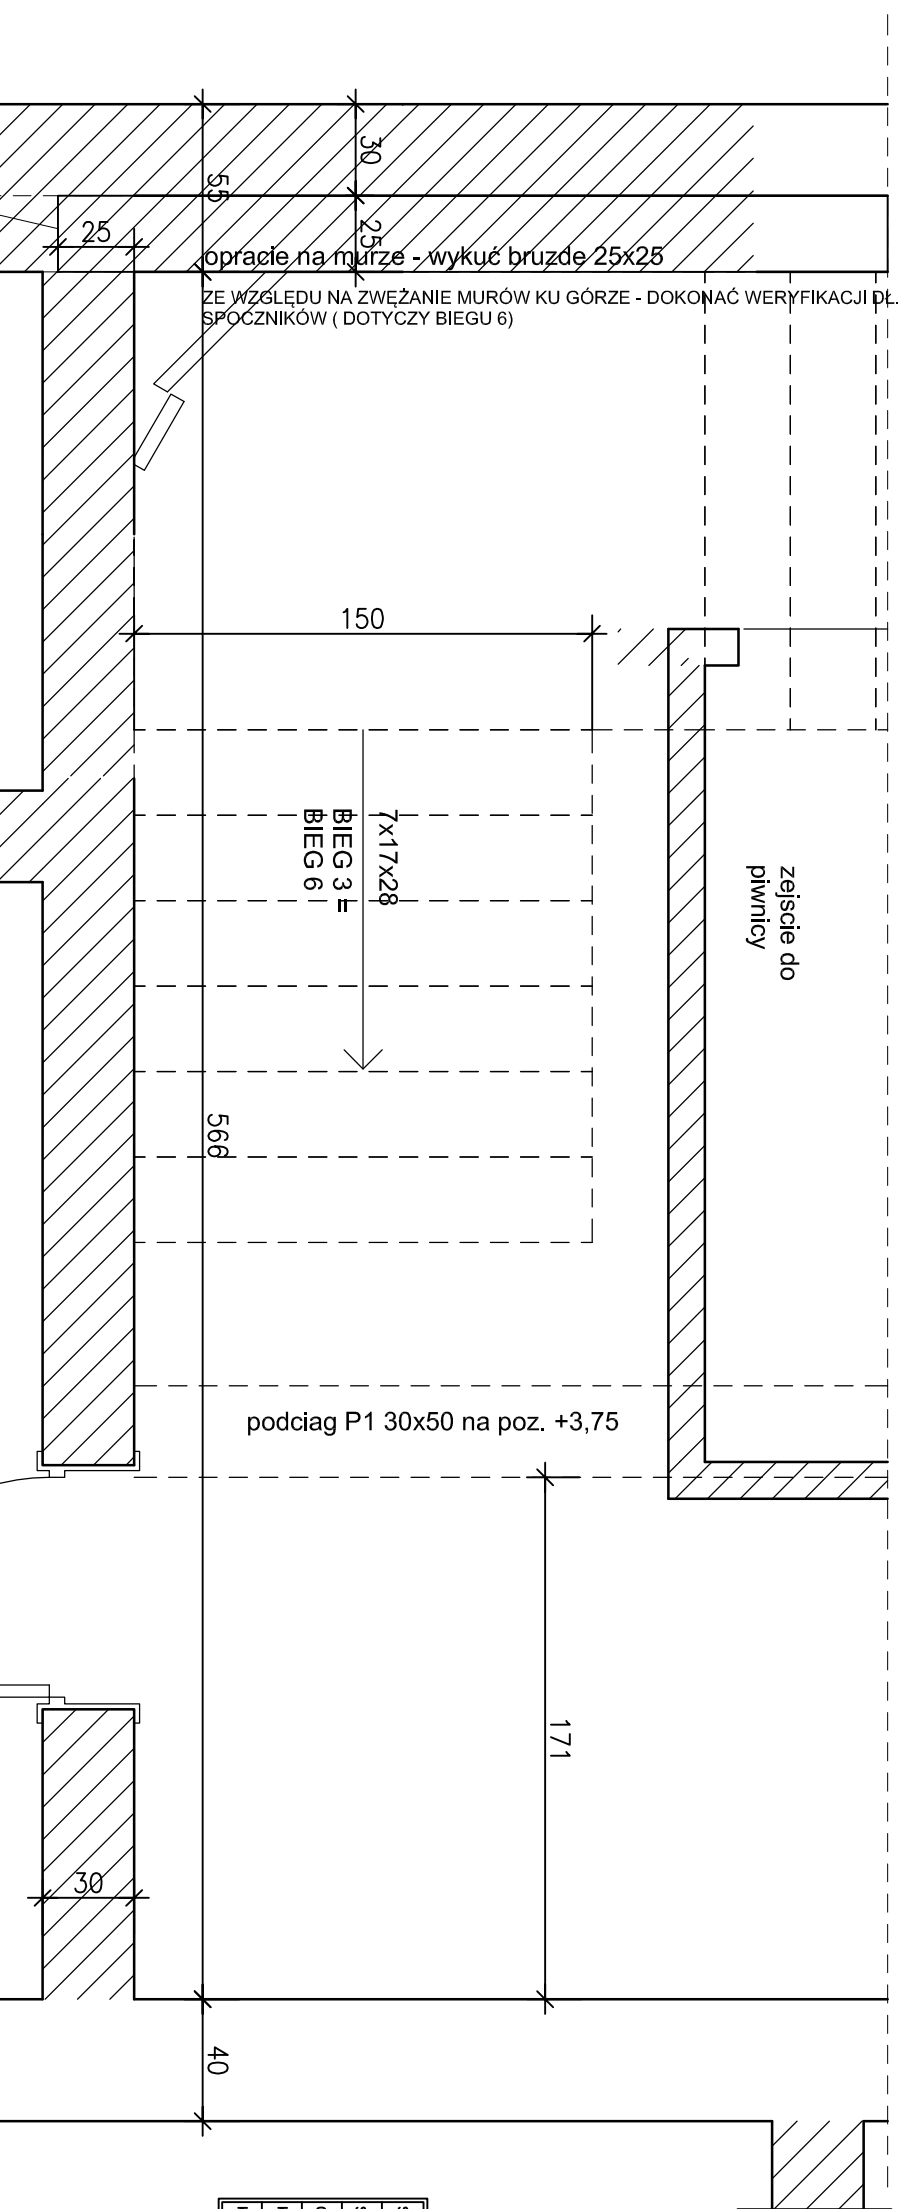 30
55
25
25
opracie na murze - wykuć bruzde 25x25
ZE WZGLĘDU NA ZWĘŻANIE MURÓW KU GÓRZE - DOKONAĆ WERYFIKACJI DŁ.
SPOCZNIKÓW ( DOTYCZY BIEGU 6)
150
7x17x28
BIEG 3 =
BIEG 6
zejscie do
piwnicy
566
podciag P1 30x50 na poz. +3,75
171
30
40